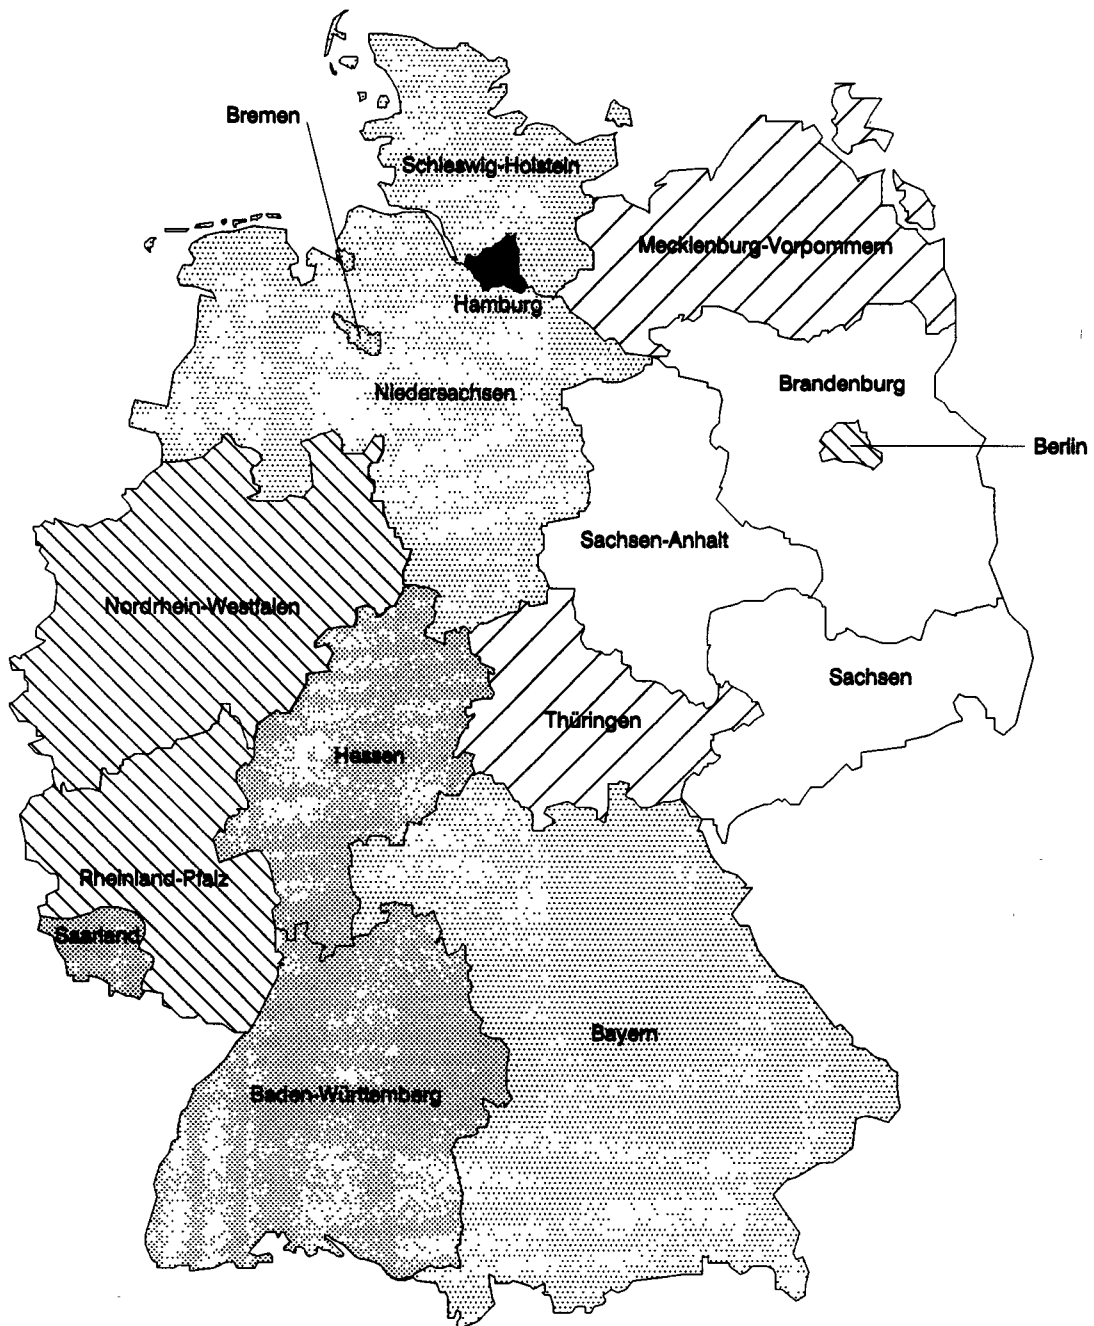 Bremen
Schleswig-Holstein
Mecklenburg-Vorpommern
Hamburg
Niedersachsen
Brandenburg
Berlin
Sachsen-Anhalt
Nordrhein-Westfalen
Sachsen
Thüringen
Hessen
Rheinland-Pfalz
Saarland
Bayern
Baden-Württemberg